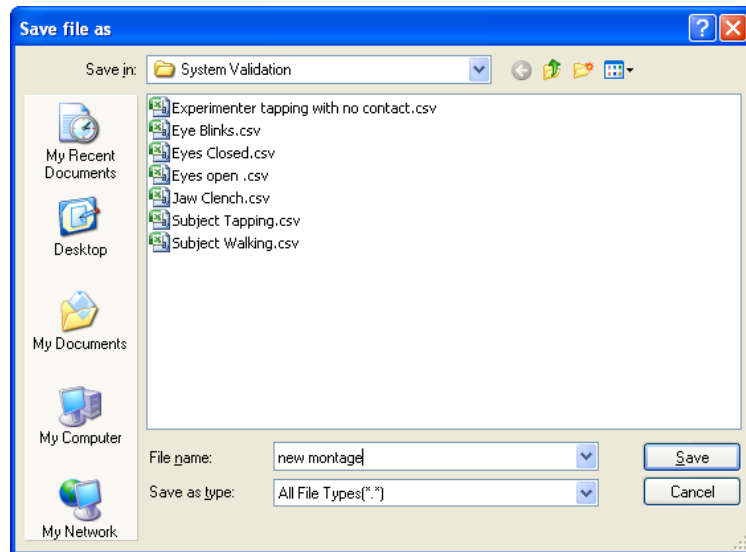 Save file as
Save in:
System Validation
My Recent
Documents
Desktop
My Documents
My Computer
My Network
Experimenter tapping with no contact.csv
Eye Blinks.csv
Eyes Closed.csv
Eyes open .csv
Jaw Clench.csv
Subject Tapping.csv
Subject Walking.csv
File name:
new montage
Save
Save as type:
All File Types(*.*)
Cancel